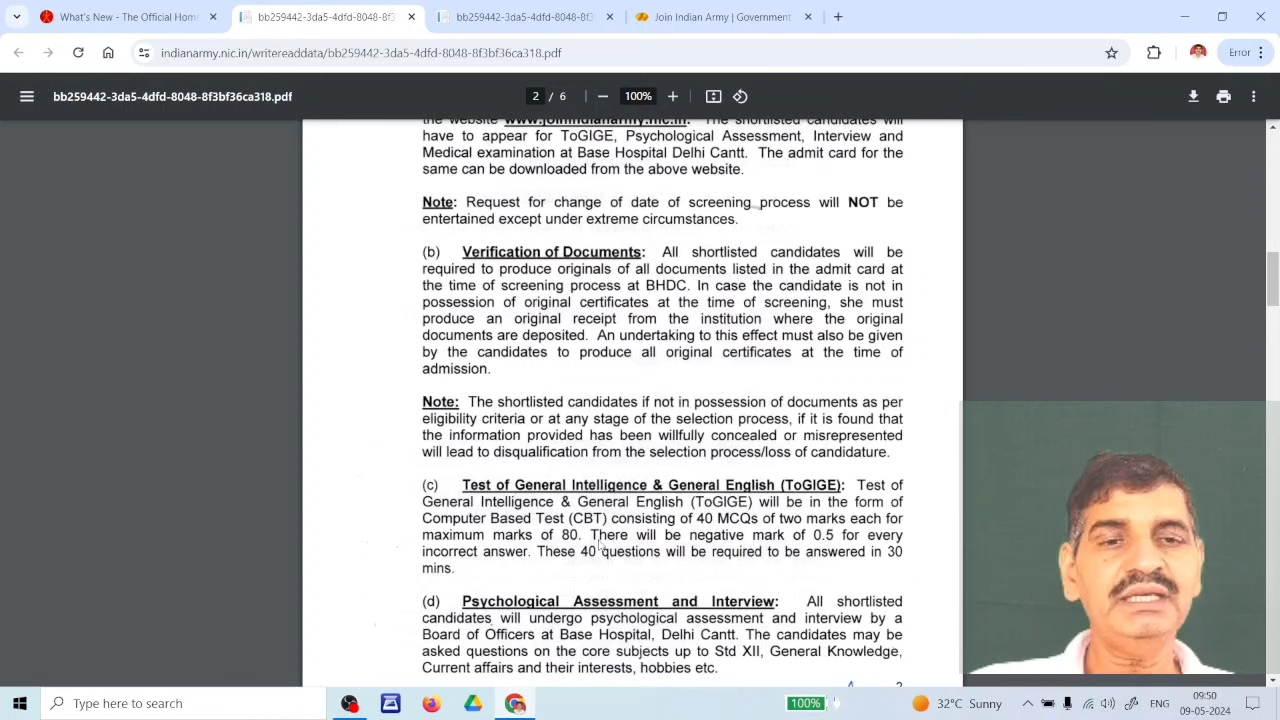 What's New - The Official Home
bb259442-3da5-4dfd-8048-8f3b
bb259442-3da5-4dfd-8048-8f3bf
Join Indian Army | Government
indianarmy.nic.in/writereaddata/bb259442-3da5-4dfd-8048-8f3bf36ca318.pdf
Error
bb259442-3da5-4dfd-8048-8f3bf36ca318.pdf
2 / 6
100%
the website www.joinindianarmy.nic.in. The shortlisted candidates will
have to appear for ToGIGE, Psychological Assessment, Interview and
Medical examination at Base Hospital Delhi Cantt. The admit card for the
same can be downloaded from the above website.
Note: Request for change of date of screening process will NOT be
entertained except under extreme circumstances.
(b) Verification of Documents: All shortlisted candidates will be
required to produce originals of all documents listed in the admit card at
the time of screening process at BHDC. In case the candidate is not in
possession of original certificates at the time of screening, she must
produce an original receipt from the institution where the original
documents are deposited. An undertaking to this effect must also be given
by the candidates to produce all original certificates at the time of
admission.
Note: The shortlisted candidates if not in possession of documents as per
eligibility criteria or at any stage of the selection process, if it is found that
the information provided has been willfully concealed or misrepresented
will lead to disqualification from the selection process/loss of candidature.
(c) Test of General Intelligence & General English (ToGIGE): Test of
General Intelligence & General English (ToGIGE) will be in the form of
Computer Based Test (CBT) consisting of 40 MCQs of two marks each for
maximum marks of 80. There will be negative mark of 0.5 for every
incorrect answer. These 40 questions will be required to be answered in 30
mins.
(d) Psychological Assessment and Interview: All shortlisted
candidates will undergo psychological assessment and interview by a
Board of Officers at Base Hospital, Delhi Cantt. The candidates may be
asked questions on the core subjects up to Std XII, General Knowledge,
Current affairs and their interests, hobbies etc.
Type here to search
100%
32°C Sunny
ENG
09:50
09-05-2024